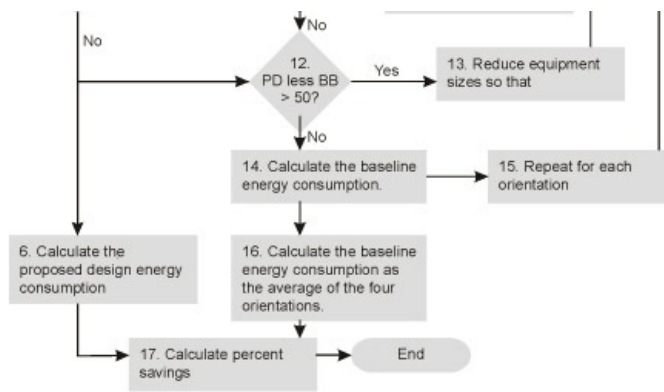 No
No
12.
PD less BB
> 50?
Yes
13. Reduce equipment
sizes so that
No
14. Calculate the baseline
energy consumption.
15. Repeat for each
orientation
6. Calculate the
proposed design energy
consumption
16. Calculate the baseline
energy consumption as
the average of the four
orientations.
17. Calculate percent
savings
End